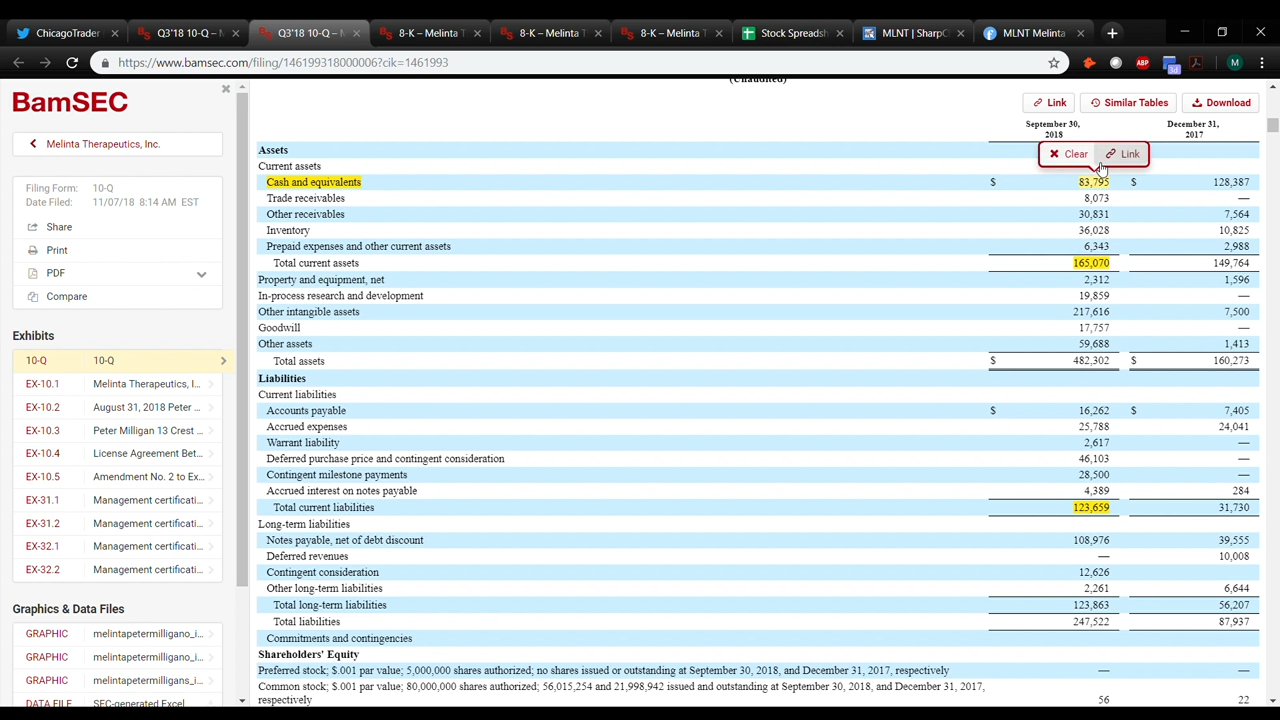 ChicagoTrader
Q3'18 10-Q –
Q3'18 10-Q –
8-K – Melinta T
8-K – Melinta T
8-K – Melinta T
Stock Spreads
MLNT | SharpC
MLNT Melinta
https://www.bamsec.com/filing/146199318000006?cik=1461993
ABP
3d
M
BamSEC
Melinta Therapeutics, Inc.
Filing Form: 10-Q
Date Filed: 11/07/18 8:14 AM EST
Share
Print
PDF
Compare
Exhibits
10-Q 10-Q
EX-10.1 Melinta Therapeutics, I...
EX-10.2 August 31, 2018 Peter ...
EX-10.3 Peter Milligan 13 Crest ...
EX-10.4 License Agreement Bet...
EX-10.5 Amendment No. 2 to Ex...
EX-31.1 Management certificati...
EX-31.2 Management certificati...
EX-32.1 Management certificati...
EX-32.2 Management certificati...
Graphics & Data Files
GRAPHIC melintapetermilligano_i...
GRAPHIC melintapetermilligano_i...
GRAPHIC melintapetermilligans_i...
DATA FILE SEC-generated Excel
(Unaudited)
Link Similar Tables Download
September 30, 2018 December 31, 2017
Clear Link
Assets
Current assets
Cash and equivalents $ 83,795 $ 128,387
Trade receivables 8,073 —
Other receivables 30,831 7,564
Inventory 36,028 10,825
Prepaid expenses and other current assets 6,343 2,988
Total current assets 165,070 149,764
Property and equipment, net 2,312 1,596
In-process research and development 19,859 —
Other intangible assets 217,616 7,500
Goodwill 17,757 —
Other assets 59,688 1,413
Total assets $ 482,302 $ 160,273
Liabilities
Current liabilities
Accounts payable $ 16,262 $ 7,405
Accrued expenses 25,788 24,041
Warrant liability 2,617 —
Deferred purchase price and contingent consideration 46,103 —
Contingent milestone payments 28,500 —
Accrued interest on notes payable 4,389 284
Total current liabilities 123,659 31,730
Long-term liabilities
Notes payable, net of debt discount 108,976 39,555
Deferred revenues — 10,008
Contingent consideration 12,626
Other long-term liabilities 2,261 6,644
Total long-term liabilities 123,863 56,207
Total liabilities 247,522 87,937
Commitments and contingencies
Shareholders' Equity
Preferred stock; $.001 par value; 5,000,000 shares authorized; no shares issued or outstanding at September 30, 2018, and December 31, 2017, respectively — —
Common stock; $.001 par value; 80,000,000 shares authorized; 56,015,254 and 21,998,942 issued and outstanding at September 30, 2018, and December 31, 2017,
respectively 56 22